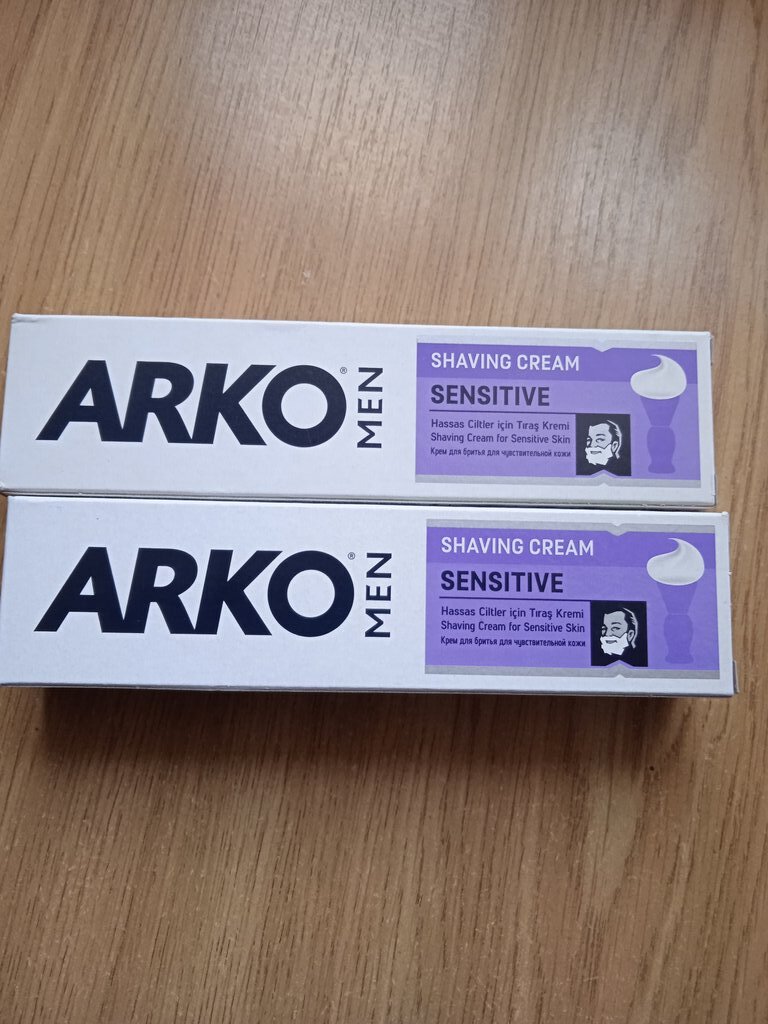 ARKO® MEN
SHAVING CREAM
SENSITIVE
Hassas Ciltler için Tıraş Kremi
Shaving Cream for Sensitive Skin
Крем для бритья для чувствительной кожи
ARKO® MEN
SHAVING CREAM
SENSITIVE
Hassas Ciltler için Tıraş Kremi
Shaving Cream for Sensitive Skin
Крем для бритья для чувствительной кожи